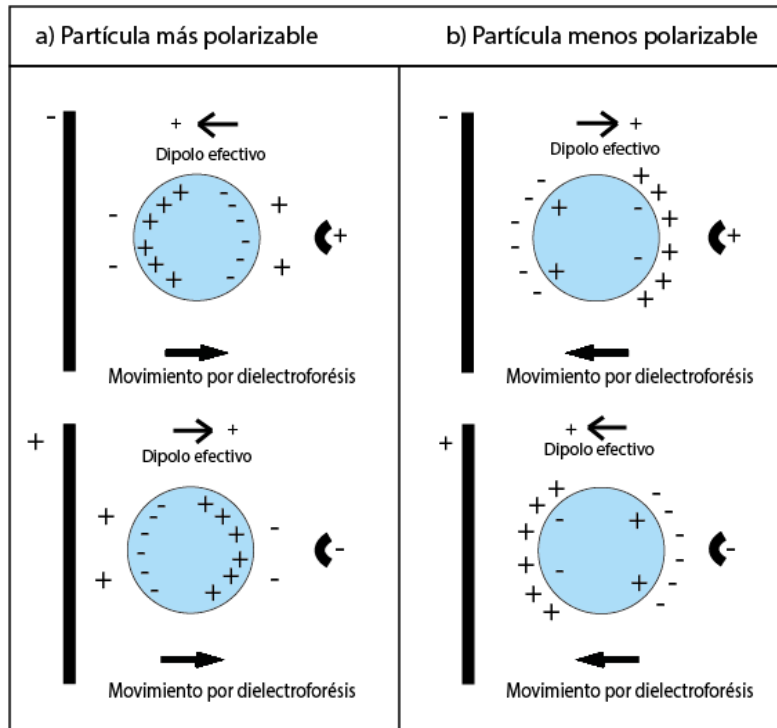 a) Partícula más polarizable
b) Partícula menos polarizable
- + ←
Dipolo efectivo
- → +
Dipolo efectivo
+
+
Movimiento por dielectroforésis
Movimiento por dielectroforésis
+ → +
Dipolo efectivo
+ + ←
Dipolo efectivo
-
-
Movimiento por dielectroforésis
Movimiento por dielectroforésis